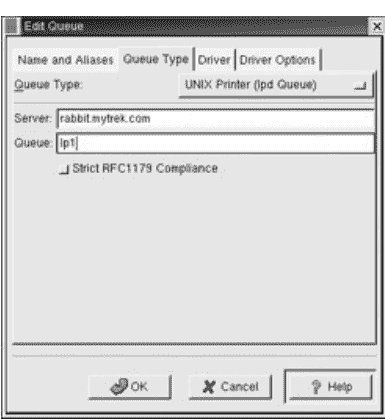 Edit Queue
Name and Aliases Queue Type Driver Driver Options
Queue Type: UNIX Printer (lpd Queue)
Server: rabbit.mytrek.com
Queue: lp1
Strict RFC1179 Compliance
OK Cancel Help